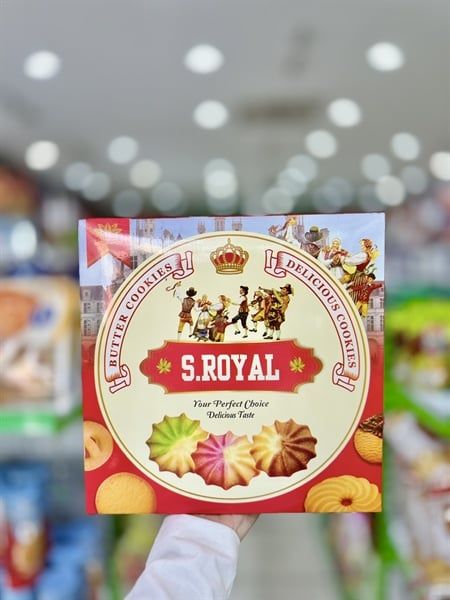 BUTTER COOKIES
DELICIOUS COOKIES
S.ROYAL
Your Perfect Choice
Delicious Taste